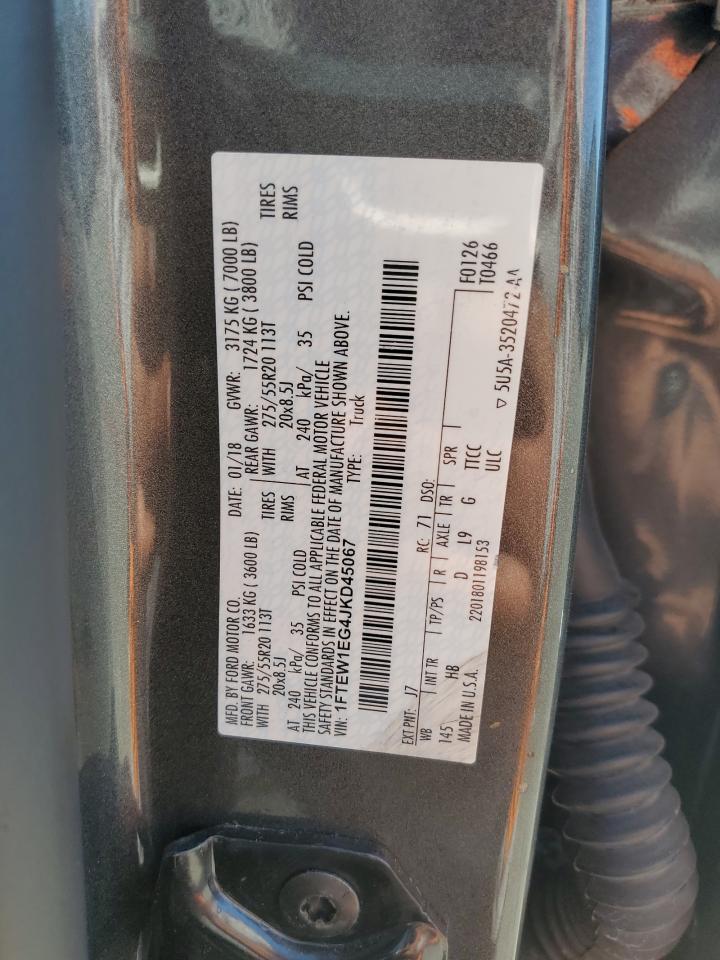 MFD. BY FORD MOTOR CO. DATE: 01/18 GVWR: 3175 KG ( 7000 LB)
FRONT GAWR: 1633 KG ( 3600 LB) REAR GAWR: 1724 KG ( 3800 LB)
WITH 275/55R20 113T TIRES WITH 275/55R20 113T TIRES
20x8.5J RIMS 20x8.5J RIMS
AT 240 kPa/ 35 PSI COLD AT 240 kPa/ 35 PSI COLD
THIS VEHICLE CONFORMS TO ALL APPLICABLE FEDERAL MOTOR VEHICLE
SAFETY STANDARDS IN EFFECT ON THE DATE OF MANUFACTURE SHOWN ABOVE.
VIN: 1FTEW1EG4JKD45067 TYPE: Truck
EXT PNT: J7 RC: 71 DSO: F0126
WB INT TR TP/PS R AXLE TR SPR T0466
145 HB D L9 G TTCC
MADE IN U.S.A. 2201801198153 ULC ▽ 5U5A-3520472 AA